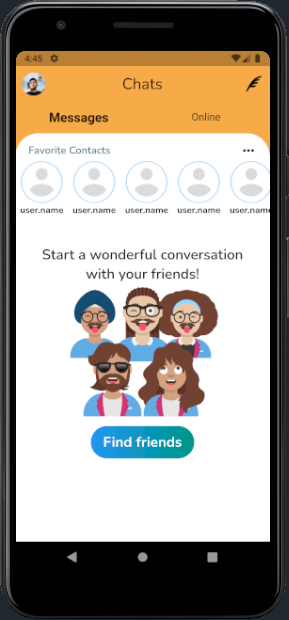 4:45
Chats
Messages
Online
Favorite Contacts
user.name user.name user.name user.name user.name
Start a wonderful conversation
with your friends!
Find friends